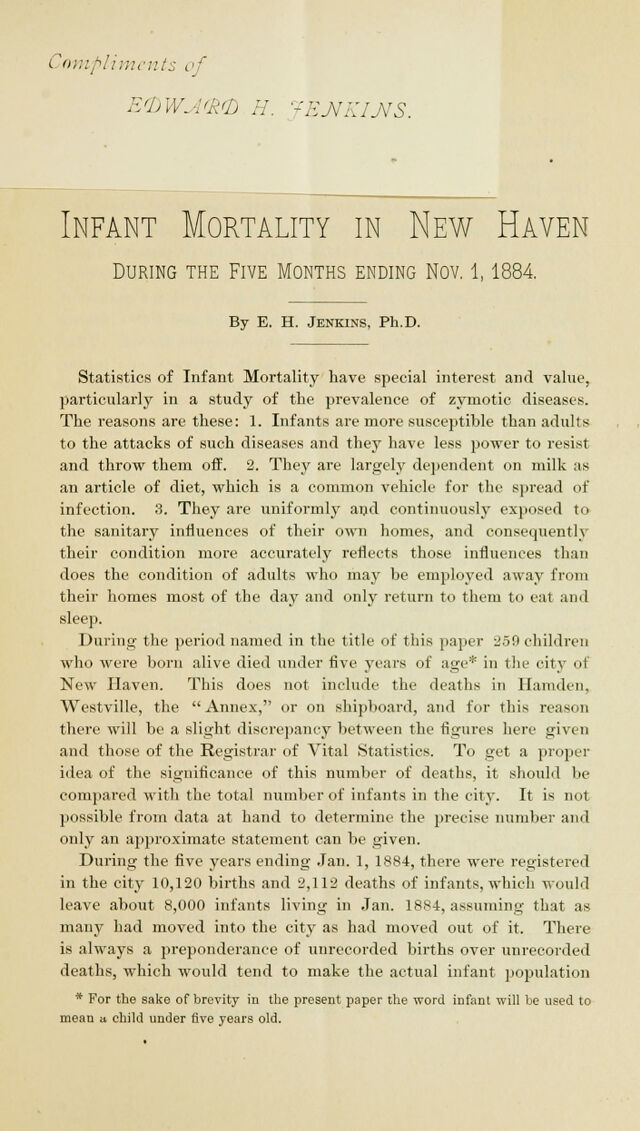 Compliments of
EDWARD H. JENKINS.
INFANT MORTALITY IN NEW HAVEN
DURING THE FIVE MONTHS ENDING NOV. 1, 1884.
By E. H. JENKINS, Ph.D.
Statistics of Infant Mortality have special interest and value,
particularly in a study of the prevalence of zymotic diseases.
The reasons are these: 1. Infants are more susceptible than adults
to the attacks of such diseases and they have less power to resist
and throw them off. 2. They are largely dependent on milk as
an article of diet, which is a common vehicle for the spread of
infection. 3. They are uniformly and continuously exposed to
the sanitary influences of their own homes, and consequently
their condition more accurately reflects those influences than
does the condition of adults who may be employed away from
their homes most of the day and only return to them to eat and
sleep.
During the period named in the title of this paper 259 children
who were born alive died under five years of age* in the city of
New Haven. This does not include the deaths in Hamden,
Westville, the "Annex," or on shipboard, and for this reason
there will be a slight discrepancy between the figures here given
and those of the Registrar of Vital Statistics. To get a proper
idea of the significance of this number of deaths, it should be
compared with the total number of infants in the city. It is not
possible from data at hand to determine the precise number and
only an approximate statement can be given.
During the five years ending Jan. 1, 1884, there were registered
in the city 10,120 births and 2,112 deaths of infants, which would
leave about 8,000 infants living in Jan. 1884, assuming that as
many had moved into the city as had moved out of it. There
is always a preponderance of unrecorded births over unrecorded
deaths, which would tend to make the actual infant population
* For the sake of brevity in the present paper the word infant will be used to
mean a child under five years old.